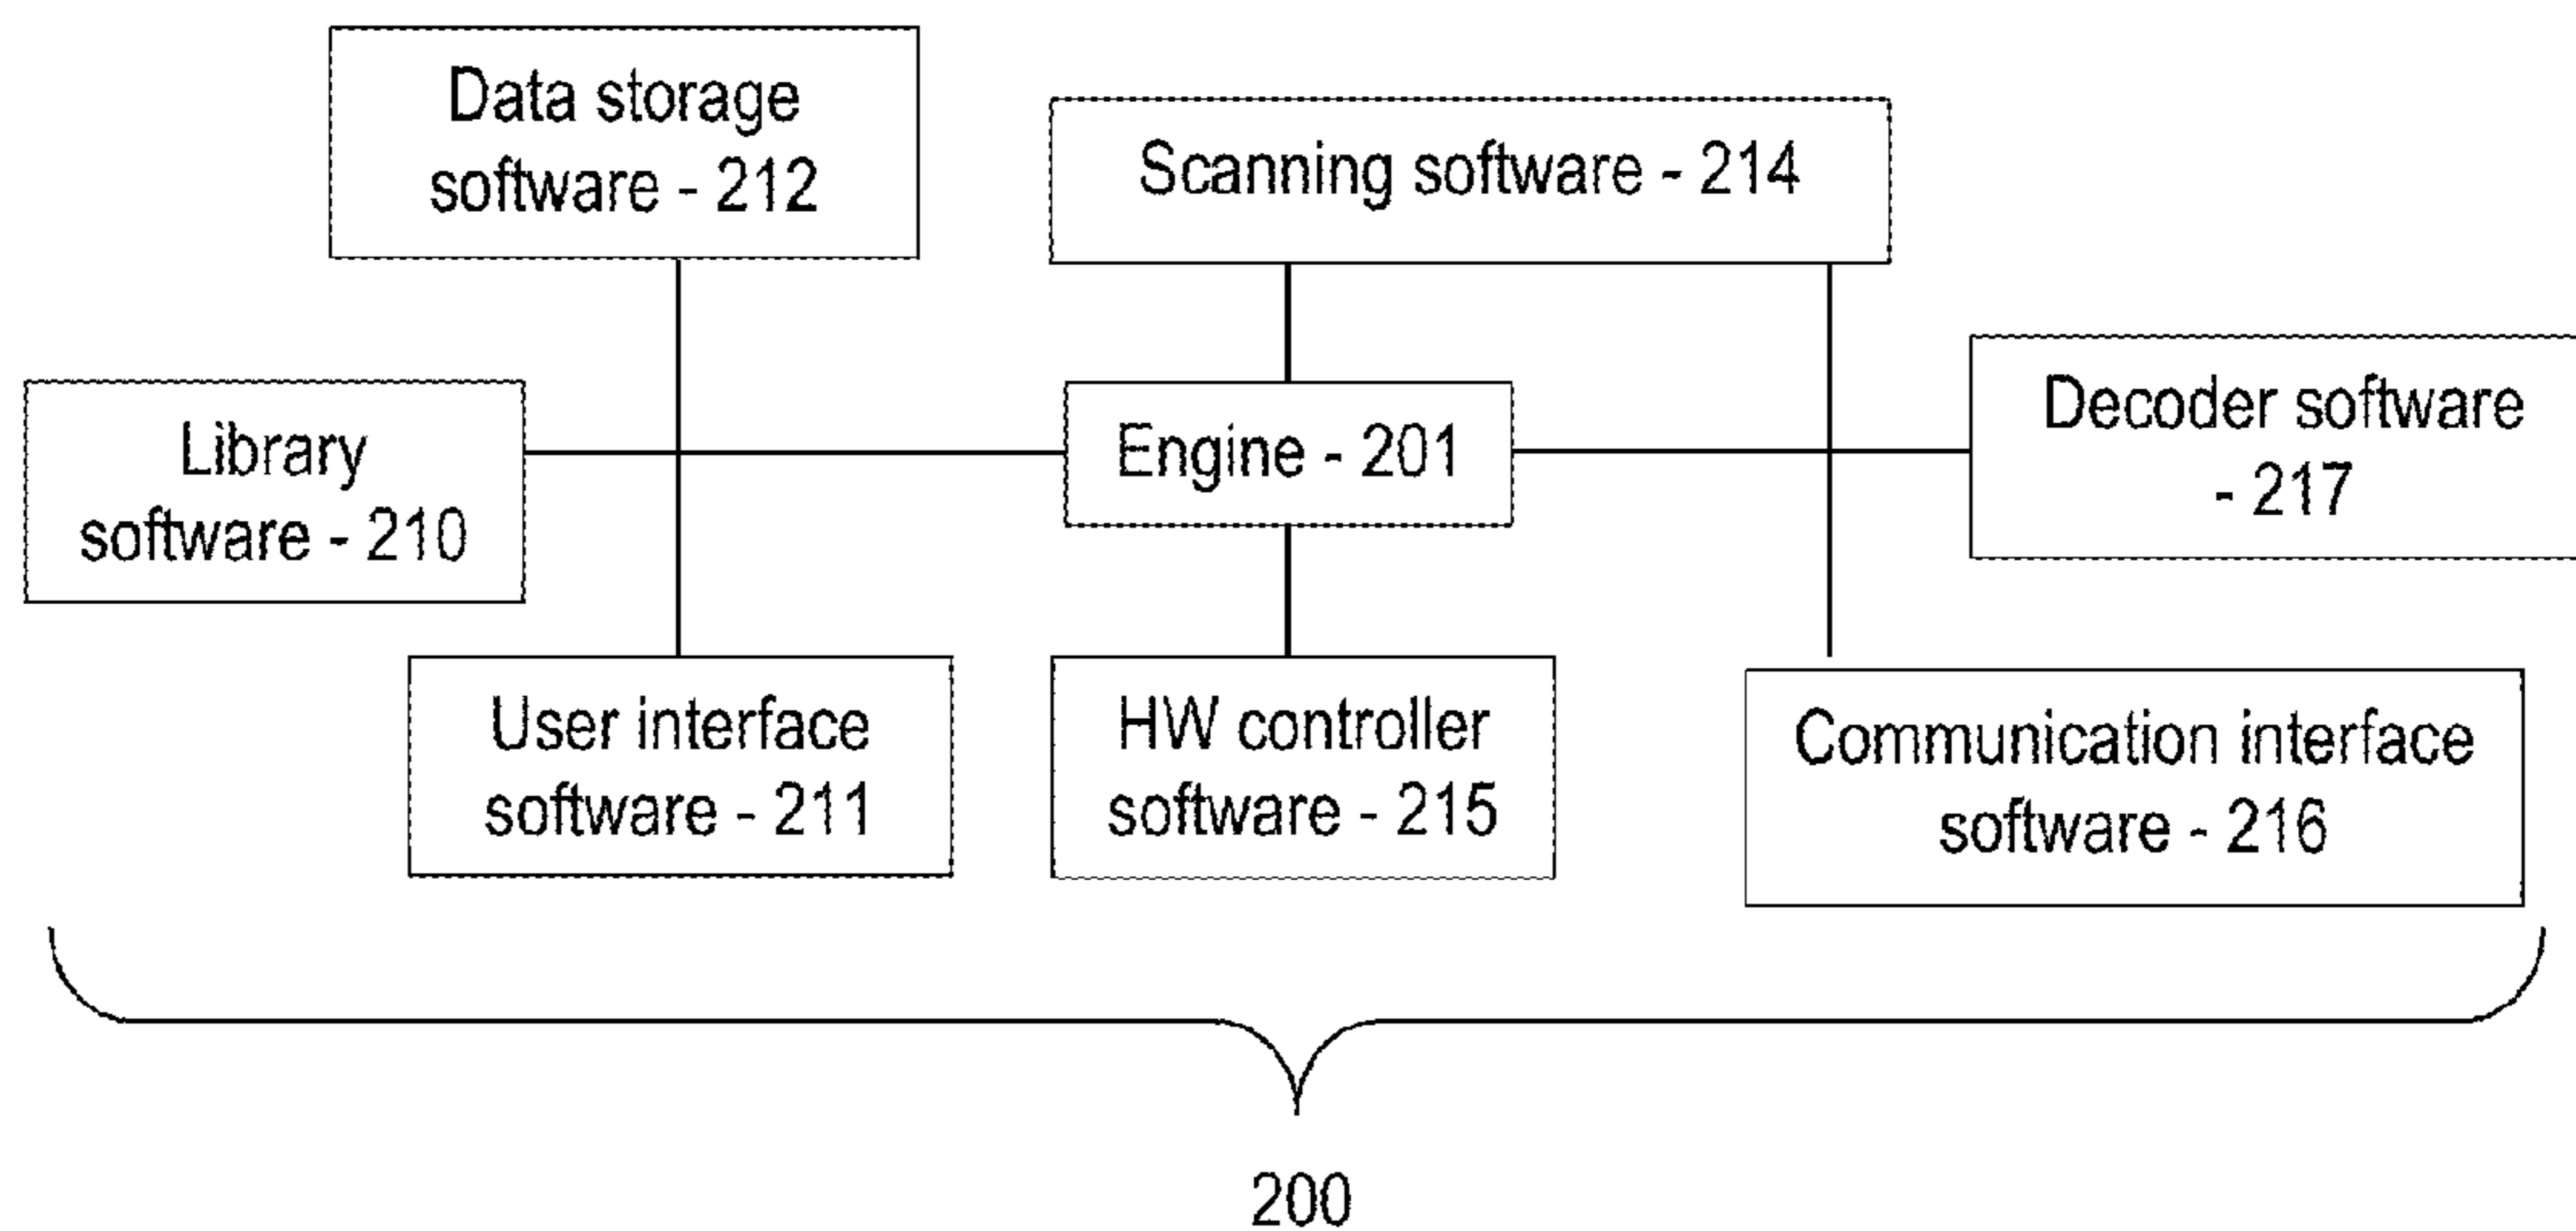 Data storage
software - 212
Scanning software - 214
Library
software - 210
Engine - 201
Decoder software
- 217
User interface
software - 211
HW controller
software - 215
Communication interface
software - 216
200